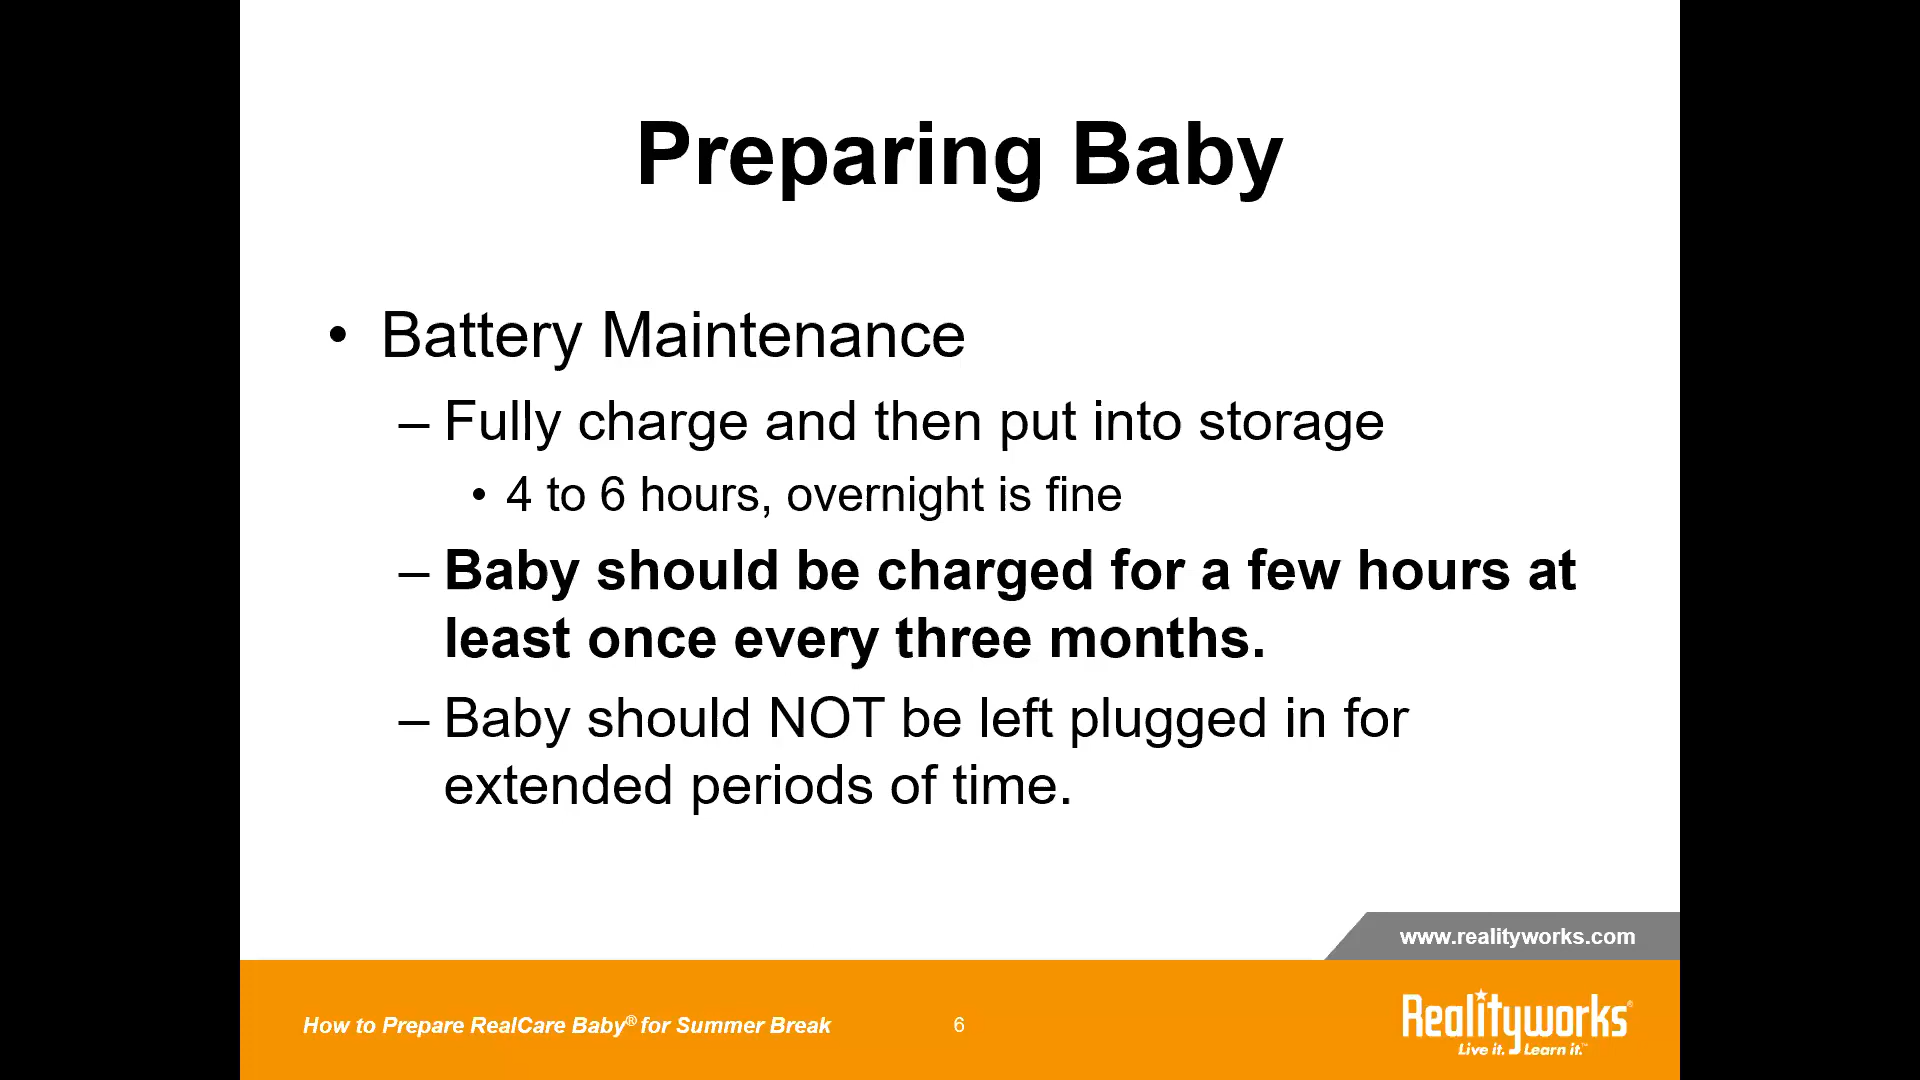 Preparing Baby
• Battery Maintenance
– Fully charge and then put into storage
• 4 to 6 hours, overnight is fine
– Baby should be charged for a few hours at
least once every three months.
– Baby should NOT be left plugged in for
extended periods of time.
www.realityworks.com
How to Prepare RealCare Baby® for Summer Break
6
Realityworks®
Live it. Learn it.™